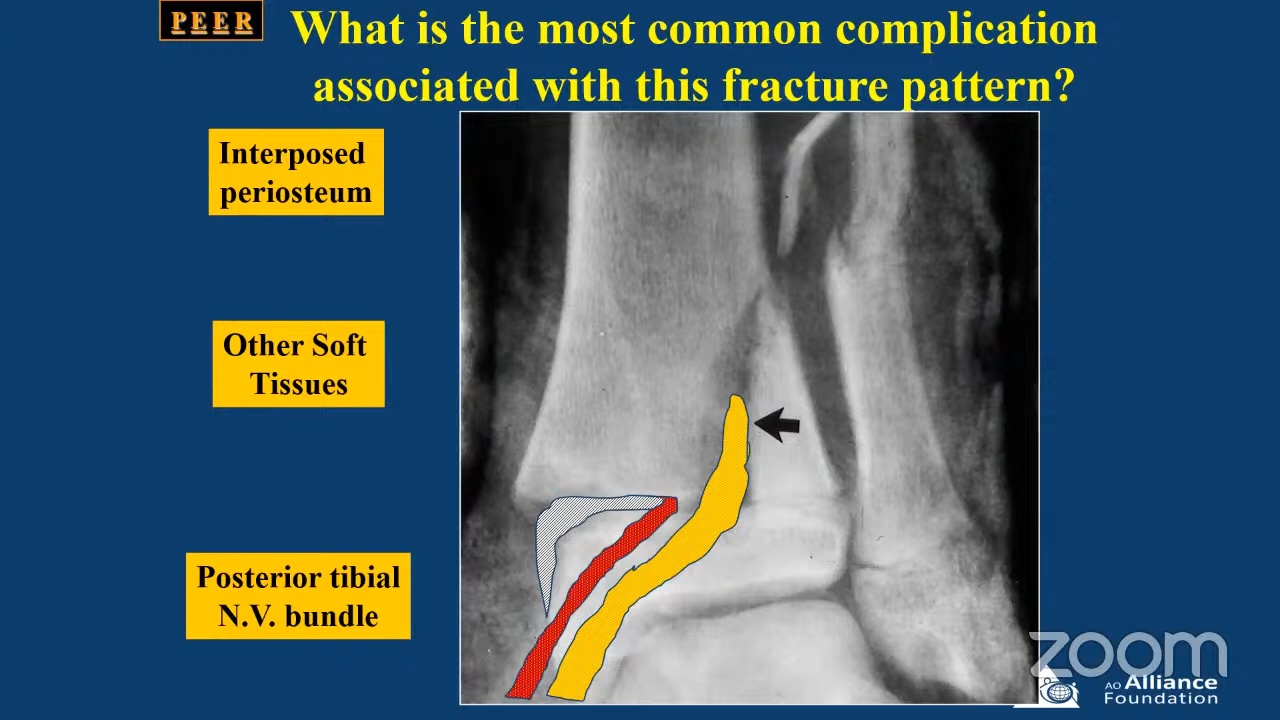 PEER
What is the most common complication
associated with this fracture pattern?
Interposed
periosteum
Other Soft
Tissues
Posterior tibial
N.V. bundle
zoom
AO Alliance
Foundation